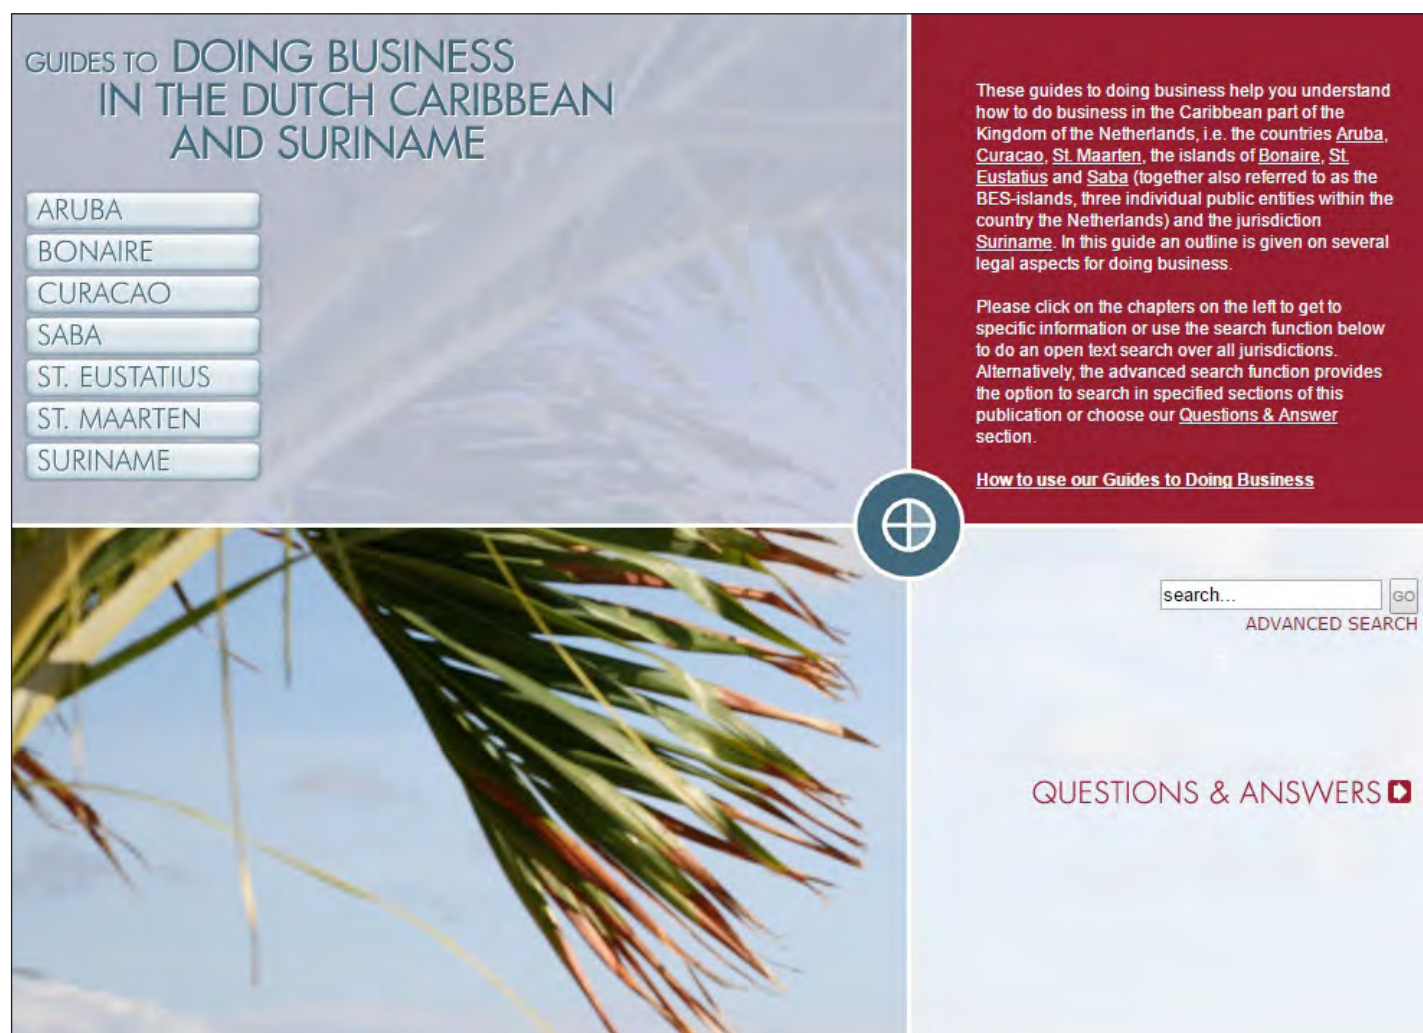 GUIDES TO DOING BUSINESS
IN THE DUTCH CARIBBEAN
AND SURINAME
ARUBA
BONAIRE
CURACAO
SABA
ST. EUSTATIUS
ST. MAARTEN
SURINAME
These guides to doing business help you understand
how to do business in the Caribbean part of the
Kingdom of the Netherlands, i.e. the countries Aruba,
Curacao, St. Maarten, the islands of Bonaire, St.
Eustatius and Saba (together also referred to as the
BES-islands, three individual public entities within the
country the Netherlands) and the jurisdiction
Suriname. In this guide an outline is given on several
legal aspects for doing business.
Please click on the chapters on the left to get to
specific information or use the search function below
to do an open text search over all jurisdictions.
Alternatively, the advanced search function provides
the option to search in specified sections of this
publication or choose our Questions & Answer
section.
How to use our Guides to Doing Business
search...
GO
ADVANCED SEARCH
QUESTIONS & ANSWERS